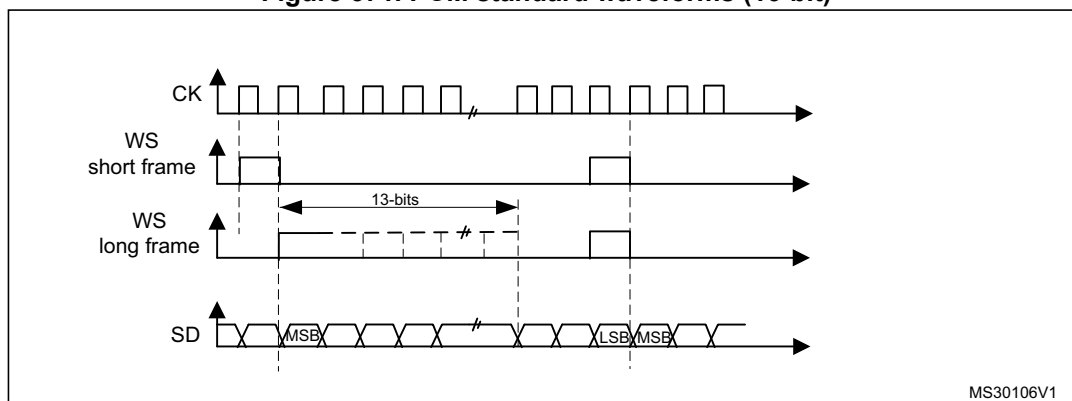 Figure PCM standard waveforms (16-bit)
CK
WS
short frame
13-bits
WS
long frame
SD
MSB
LSB
MSB
MS30106V1